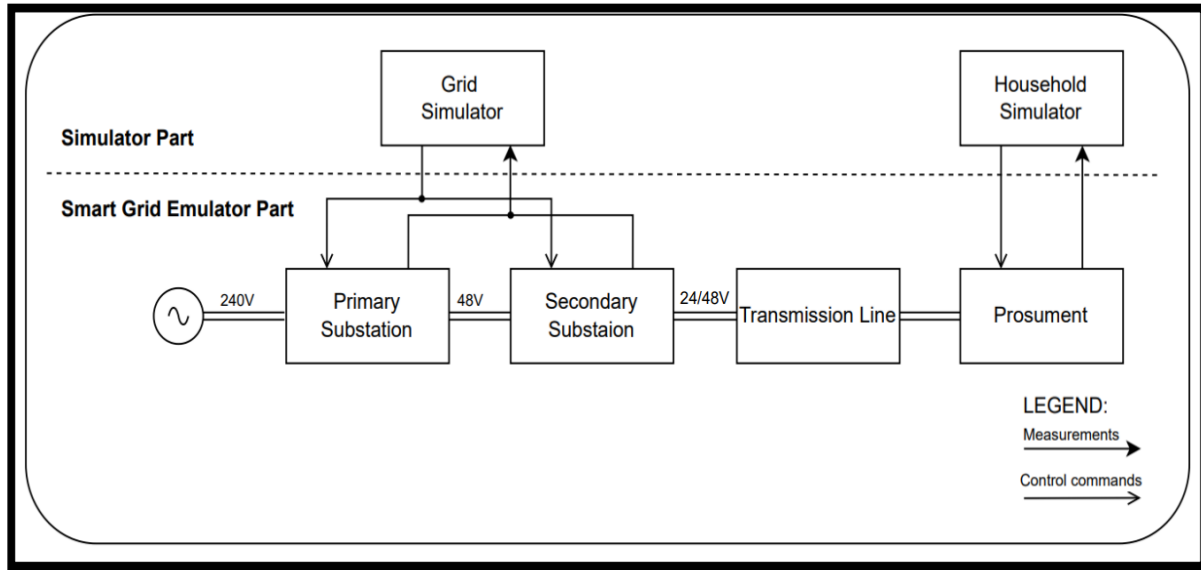 Grid
Simulator
Household
Simulator
Simulator Part
Smart Grid Emulator Part
240V
Primary
Substation
48V
Secondary
Substaion
24/48V
Transmission Line
Prosument
LEGEND:
Measurements
Control commands